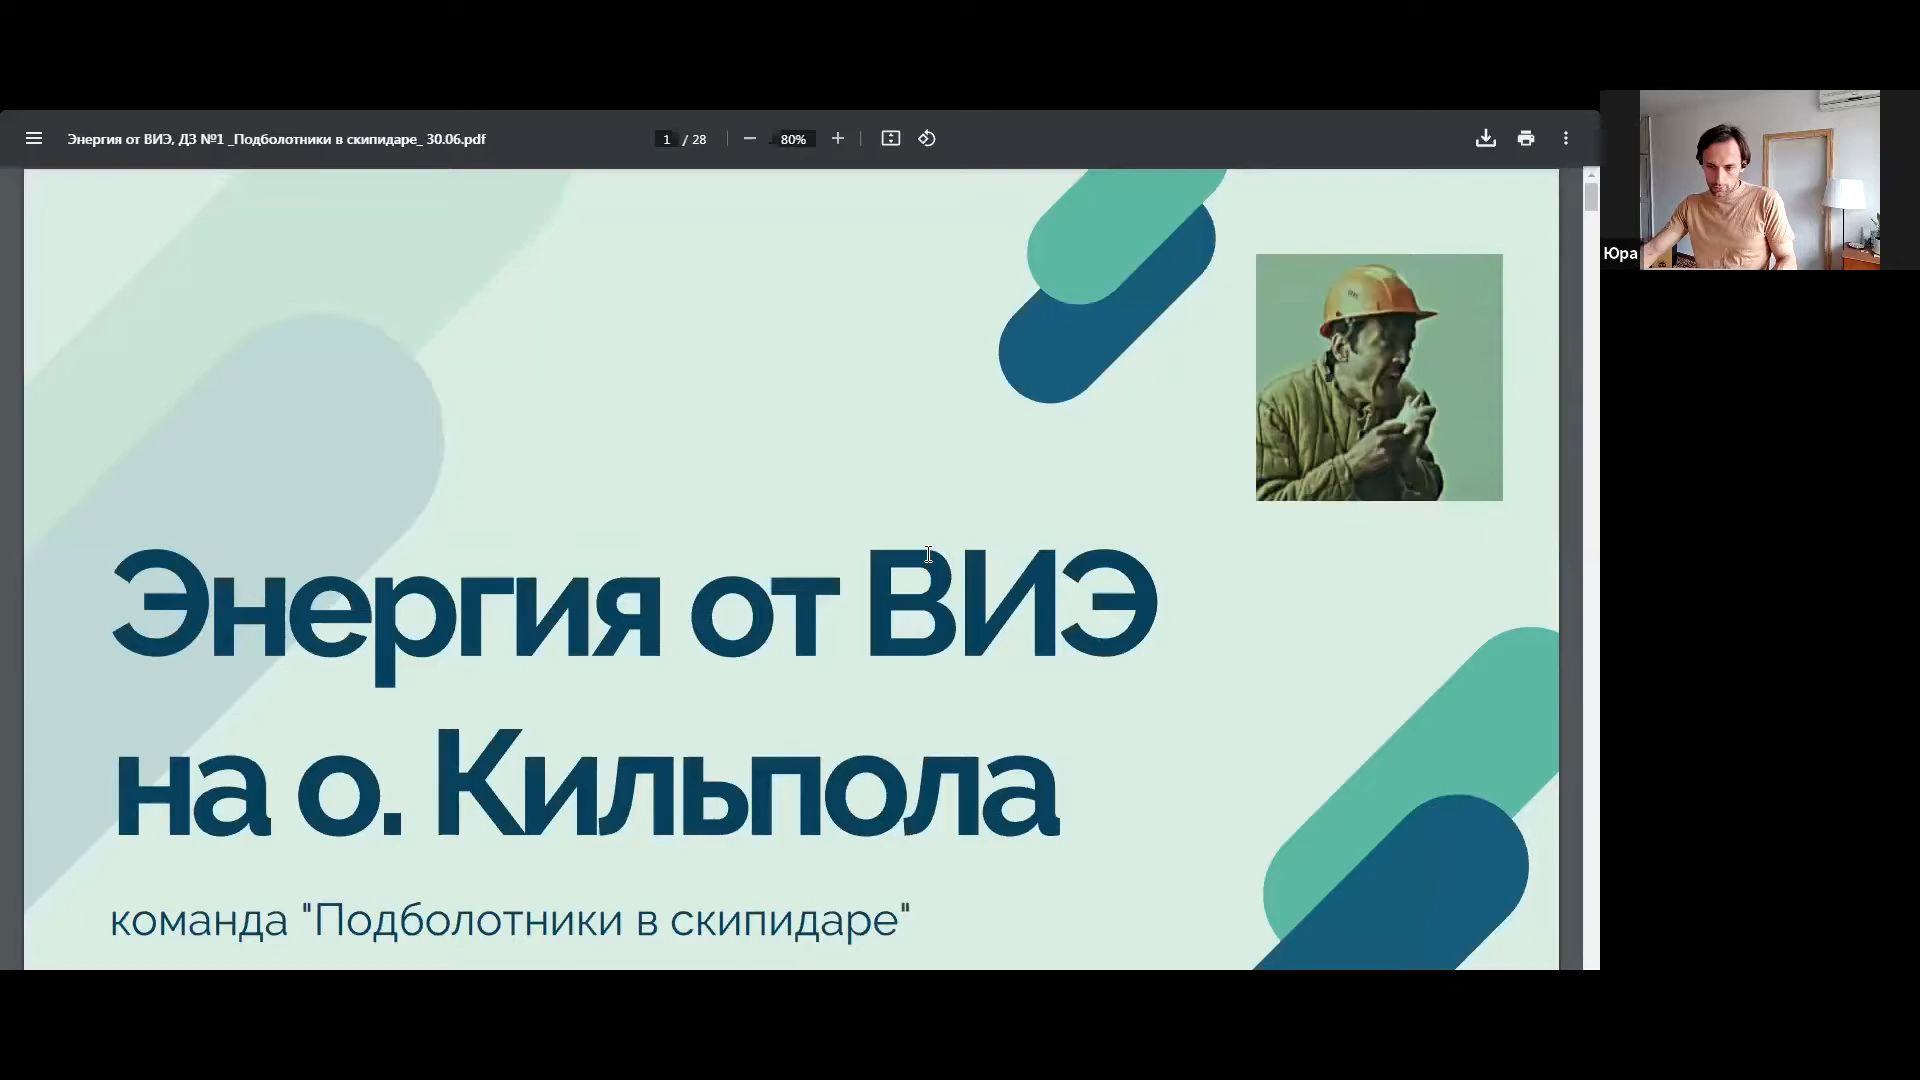 Энергия от ВИЭ, ДЗ №1 _Подболотники в скипидаре_ 30.06.pdf
1 / 28
80%
Юра
Энергия от ВИЭ
на о. Кильпола
команда "Подболотники в скипидаре"